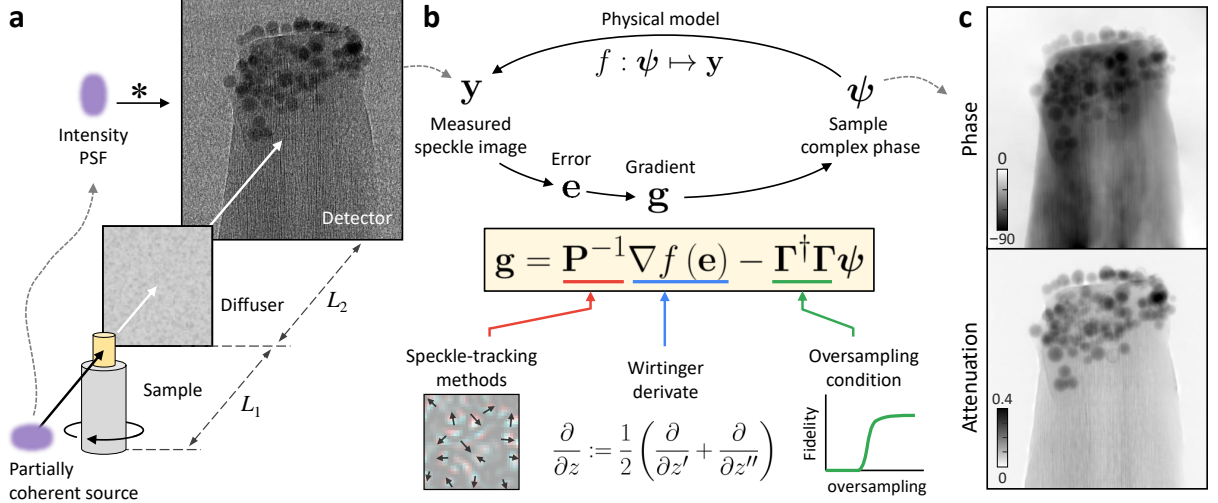 a
Intensity
PSF
*
Detector
Diffuser
L₂
Sample
L₁
Partially
coherent source
b
Physical model
f : ψ ↦ y
y
ψ
Measured
speckle image
Sample
complex phase
Error
e
Gradient
g
g = P⁻¹∇f (e) − Γ†Γψ
Speckle-tracking
methods
Wirtinger
derivate
∂/∂z := 1/2 (∂/∂z′ + ∂/∂z″)
Oversampling
condition
Fidelity
oversampling
c
Phase
0
−90
Attenuation
0.4
0